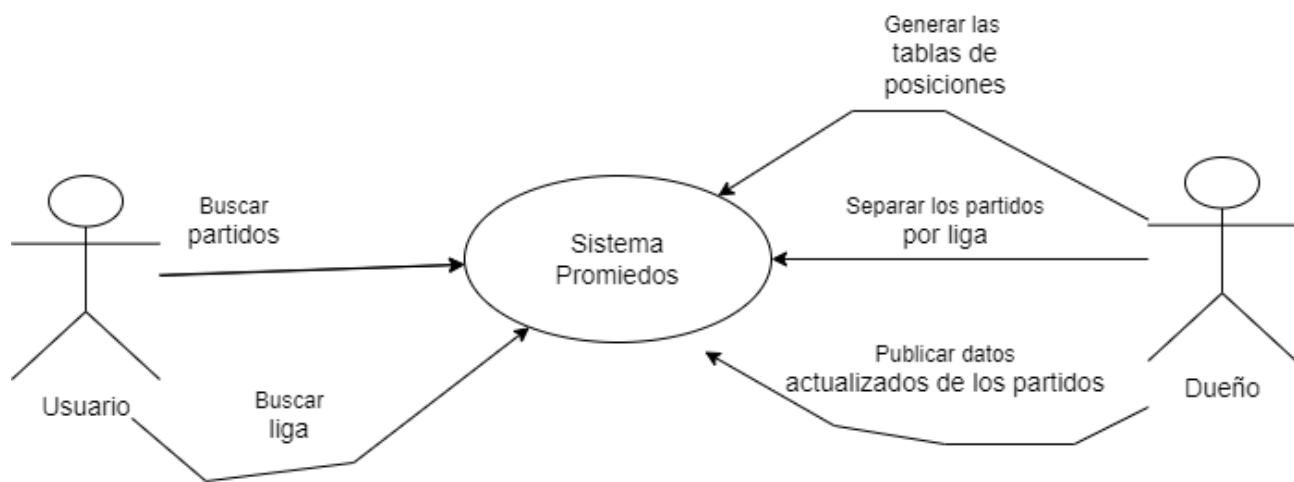 Generar las
tablas de
posiciones
Buscar
partidos
Separar los partidos
por liga
Sistema
Promiedos
Publicar datos
actualizados de los partidos
Usuario
Buscar
liga
Dueño